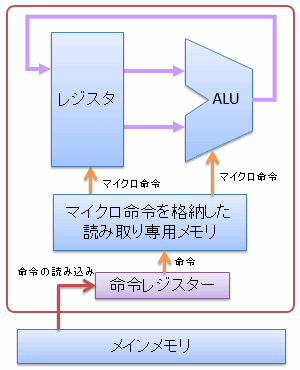 レジスタ
ALU
マイクロ命令
マイクロ命令
マイクロ命令を格納した
読み取り専用メモリ
命令の読み込み
命令
命令レジスター
メインメモリ